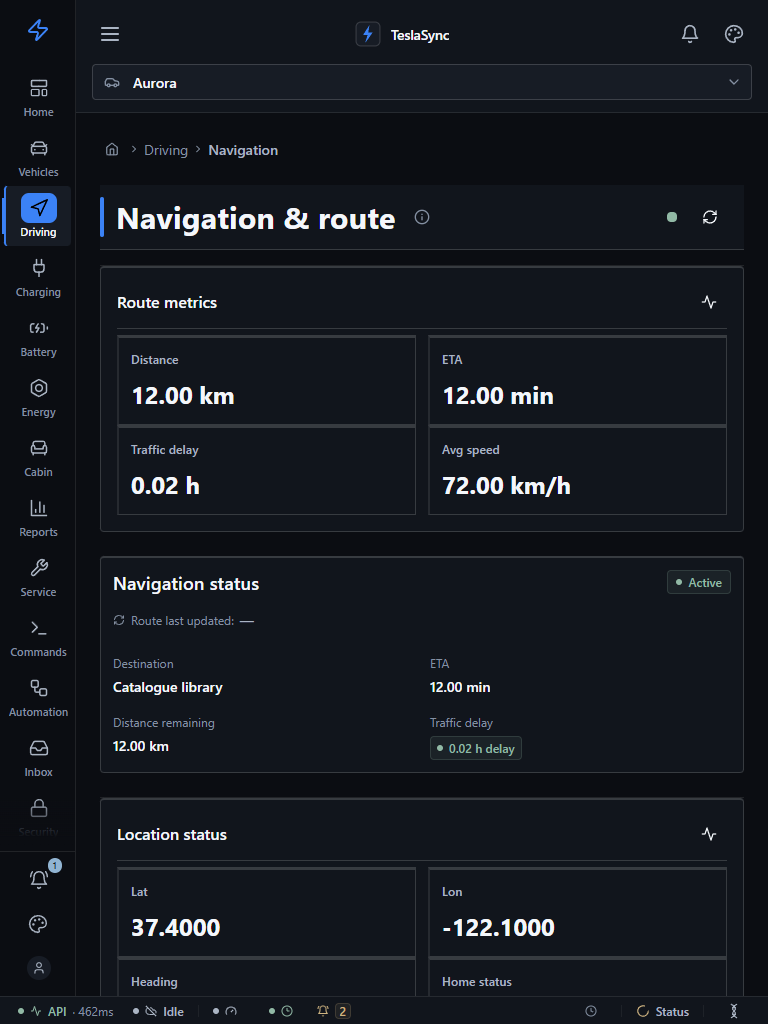 TeslaSync
Aurora
Home
Vehicles
Driving
Charging
Battery
Energy
Cabin
Reports
Service
Commands
Automation
Inbox
Security
1
Driving > Navigation
Navigation & route
Route metrics
Distance
12.00 km
ETA
12.00 min
Traffic delay
0.02 h
Avg speed
72.00 km/h
Navigation status
Active
Route last updated: —
Destination
Catalogue library
ETA
12.00 min
Distance remaining
12.00 km
Traffic delay
0.02 h delay
Location status
Lat
37.4000
Lon
-122.1000
Heading
Home status
API · 462ms
Idle
2
Status